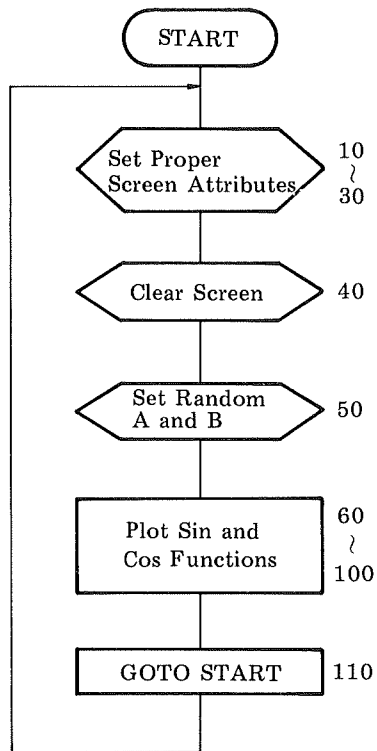 START
Set Proper
Screen Attributes
10
~
30
Clear Screen
40
Set Random
A and B
50
Plot Sin and
Cos Functions
60
~
100
GOTO START
110